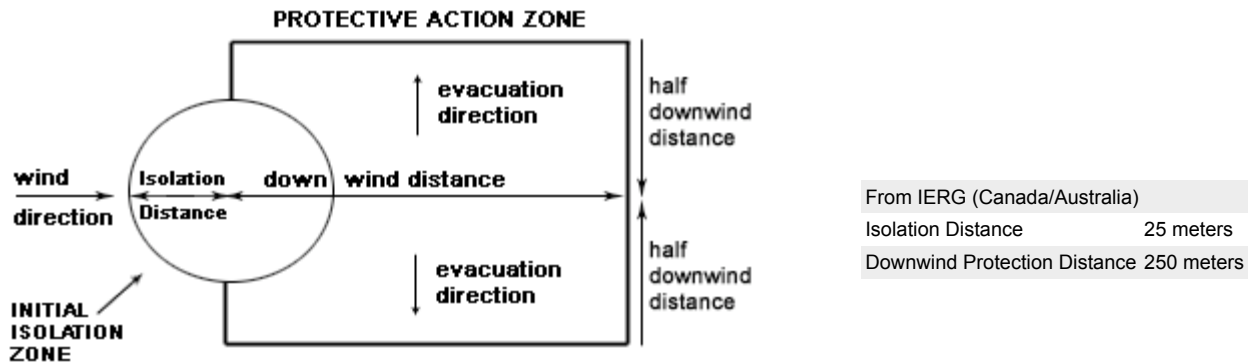 PROTECTIVE ACTION ZONE
evacuation
direction
half
downwind
distance
wind
direction
Isolation
Distance
down wind distance
evacuation
direction
half
downwind
distance
INITIAL
ISOLATION
ZONE
From IERG (Canada/Australia)
Isolation Distance 25 meters
Downwind Protection Distance 250 meters